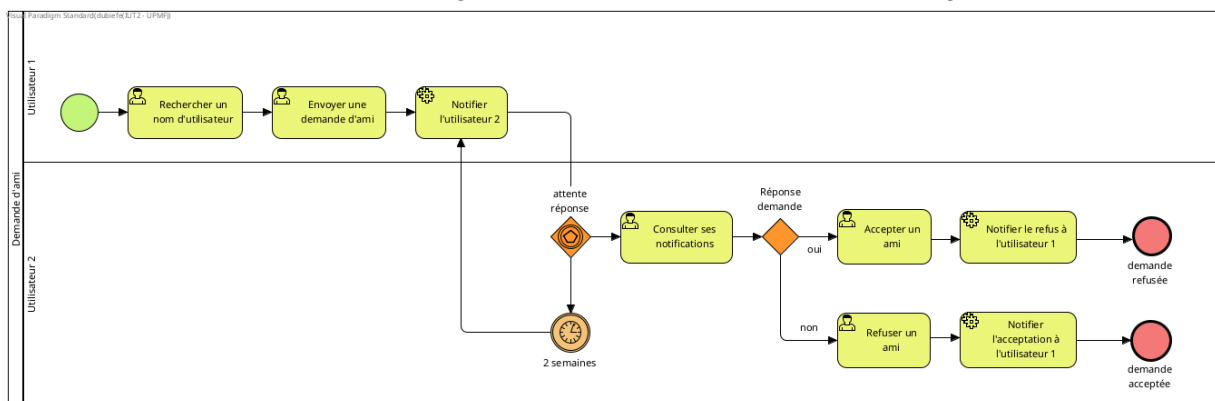 Visual Paradigm Standard(dubiefe(IUT2 - UPMF))
Demande d'ami
Utilisateur 1
Rechercher un
nom d'utilisateur
Envoyer une
demande d'ami
Notifier
l'utilisateur 2
Utilisateur 2
attente
réponse
2 semaines
Consulter ses
notifications
Réponse
demande
oui
non
Accepter un
ami
Notifier le refus à
l'utilisateur 1
demande
refusée
Refuser un
ami
Notifier
l'acceptation à
l'utilisateur 1
demande
acceptée